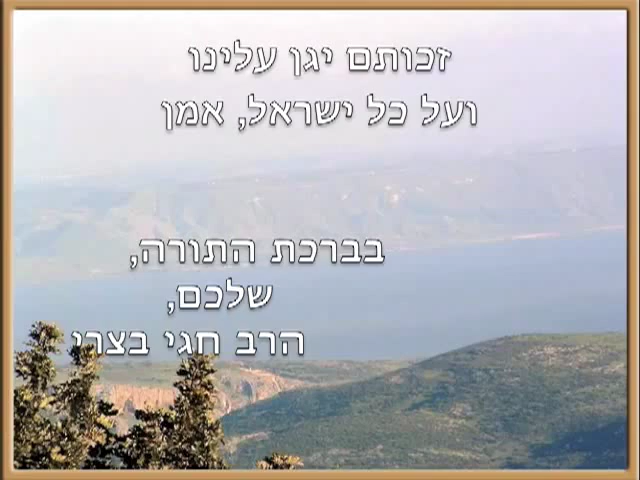 זכותם יגן עלינו
ועל כל ישראל, אמן
בברכת התורה,
שלכם,
הרב חגי בצרי